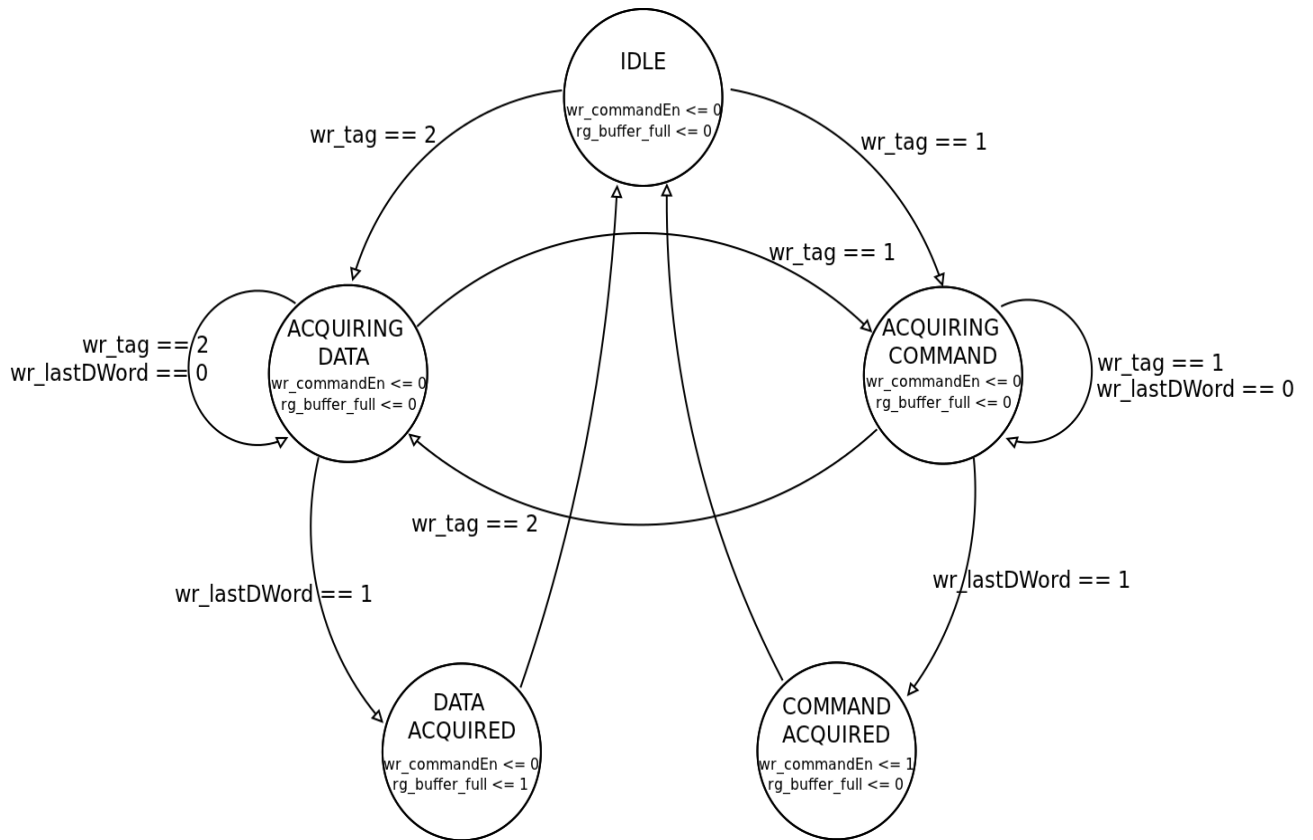 IDLE
wr_commandEn <= 0
rg_buffer_full <= 0
wr_tag == 2
wr_tag == 1
wr_tag == 1
ACQUIRING
DATA
wr_commandEn <= 0
rg_buffer_full <= 0
wr_tag == 2
wr_lastDWord == 0
ACQUIRING
COMMAND
wr_commandEn <= 0
rg_buffer_full <= 0
wr_tag == 1
wr_lastDWord == 0
wr_tag == 2
wr_lastDWord == 1
wr_lastDWord == 1
DATA
ACQUIRED
wr_commandEn <= 0
rg_buffer_full <= 1
COMMAND
ACQUIRED
wr_commandEn <= 1
rg_buffer_full <= 0